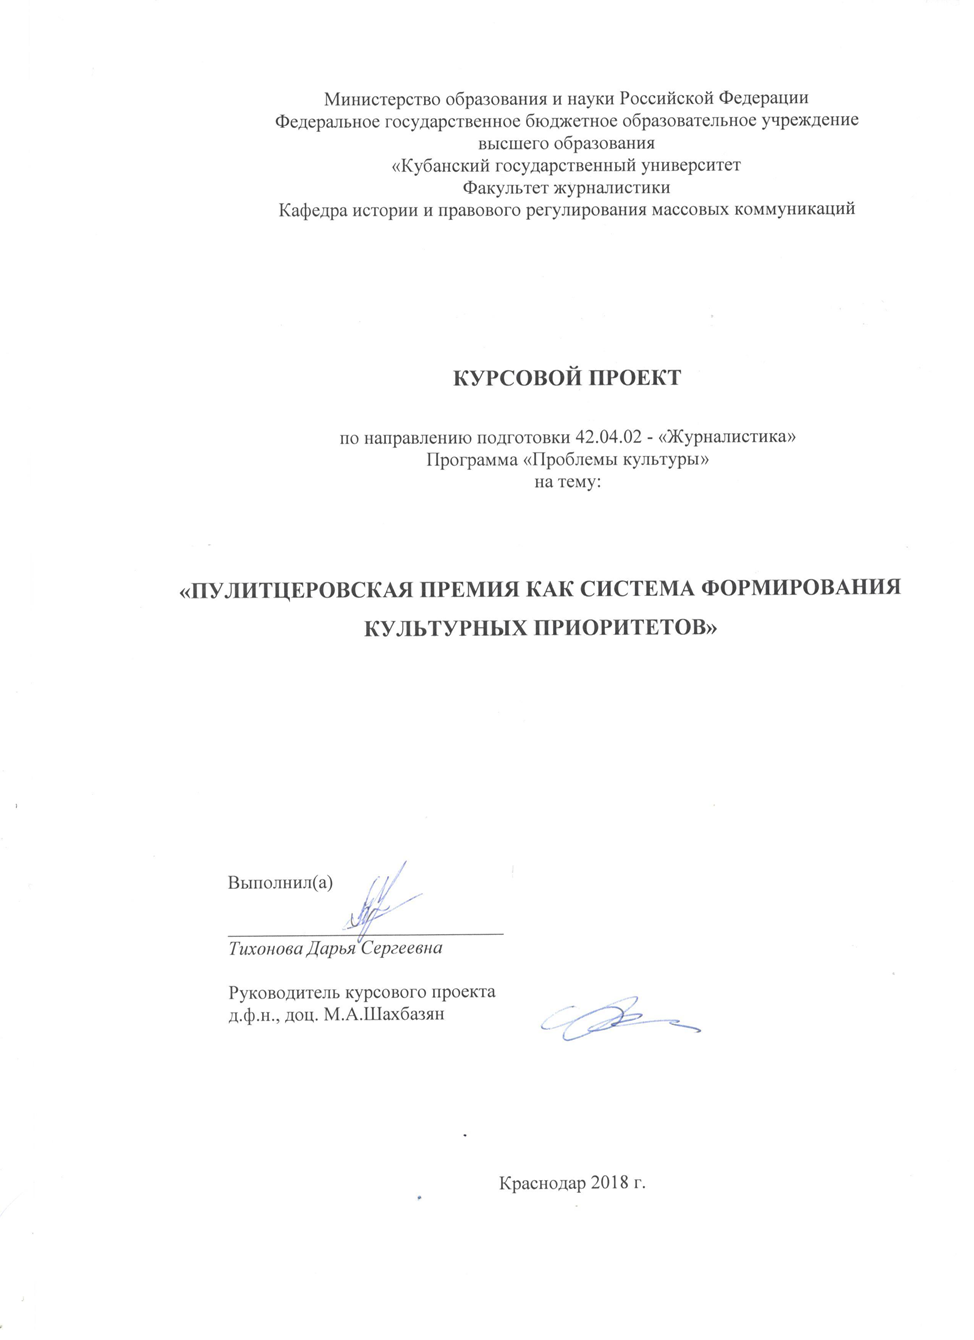 Министерство образования и науки Российской Федерации
Федеральное государственное бюджетное образовательное учреждение
высшего образования
«Кубанский государственный университет
Факультет журналистики
Кафедра истории и правового регулирования массовых коммуникаций
КУРСОВОЙ ПРОЕКТ
по направлению подготовки 42.04.02 - «Журналистика»
Программа «Проблемы культуры»
на тему:
«ПУЛИТЦЕРОВСКАЯ ПРЕМИЯ КАК СИСТЕМА ФОРМИРОВАНИЯ
КУЛЬТУРНЫХ ПРИОРИТЕТОВ»
Выполнил(а)
Тихонова Дарья Сергеевна
Руководитель курсового проекта
д.ф.н., доц. М.А.Шахбазян
Краснодар 2018 г.